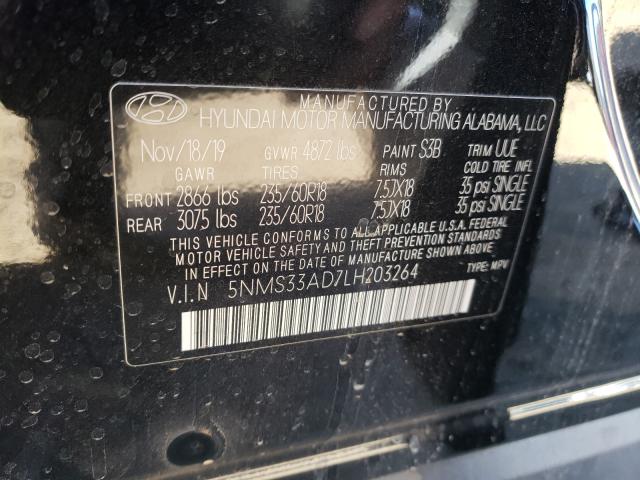 MANUFACTURED BY
HYUNDAI MOTOR MANUFACTURING ALABAMA, LLC
Nov/18/19 GVWR 4872 lbs PAINT S3B TRIM UUE
GAWR TIRES RIMS COLD TIRE INFL
FRONT 2866 lbs 235/60R18 7.5JX18 35 psi SINGLE
REAR 3075 lbs 235/60R18 7.5JX18 35 psi SINGLE
THIS VEHICLE CONFORMS TO ALL APPLICABLE U.S.A. FEDERAL
MOTOR VEHICLE SAFETY AND THEFT PREVENTION STANDARDS
IN EFFECT ON THE DATE OF MANUFACTURE SHOWN ABOVE.
V.I.N 5NMS33AD7LH203264 TYPE: MPV